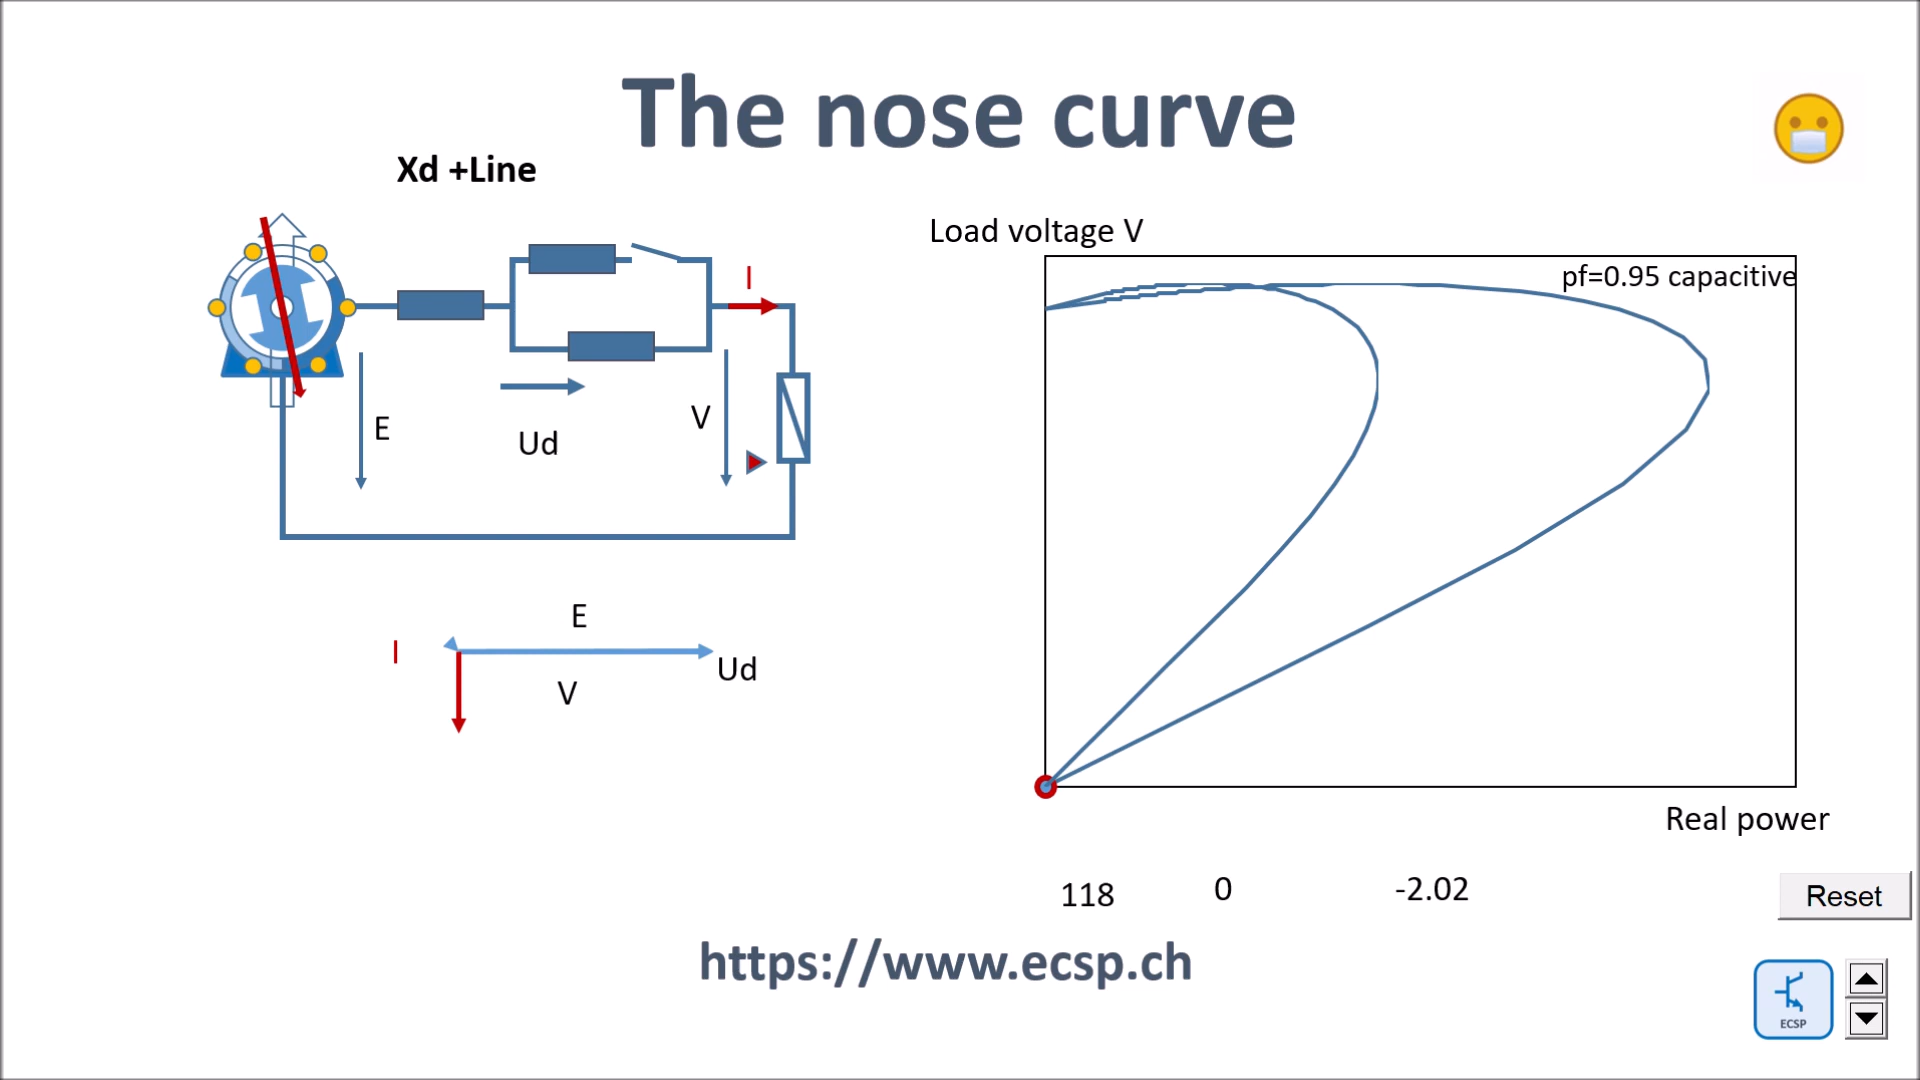 The nose curve
Xd +Line
Load voltage V
pf=0.95 capacitive
I
E
Ud
V
E
I
Ud
V
Real power
118
0
-2.02
Reset
https://www.ecsp.ch
ECSP